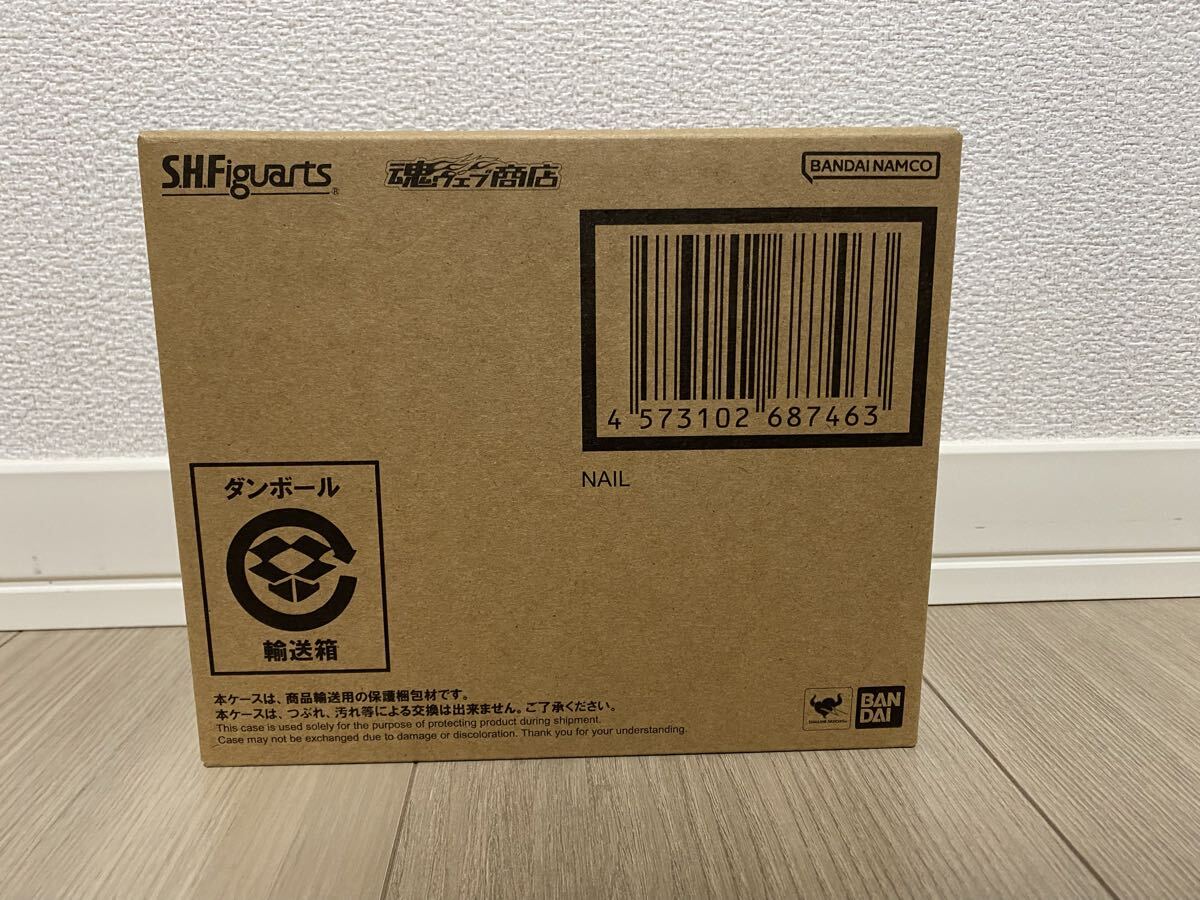 S.H.Figuarts®
魂ウェブ商店
BANDAI NAMCO
4 573102 687463
NAIL
ダンボール
輸送箱
本ケースは、商品輸送用の保護梱包材です。
本ケースは、つぶれ、汚れ等による交換は出来ません。ご了承ください。
This case is used solely for the purpose of protecting product during shipment.
Case may not be exchanged due to damage or discoloration. Thank you for your understanding.
BAN
DAI